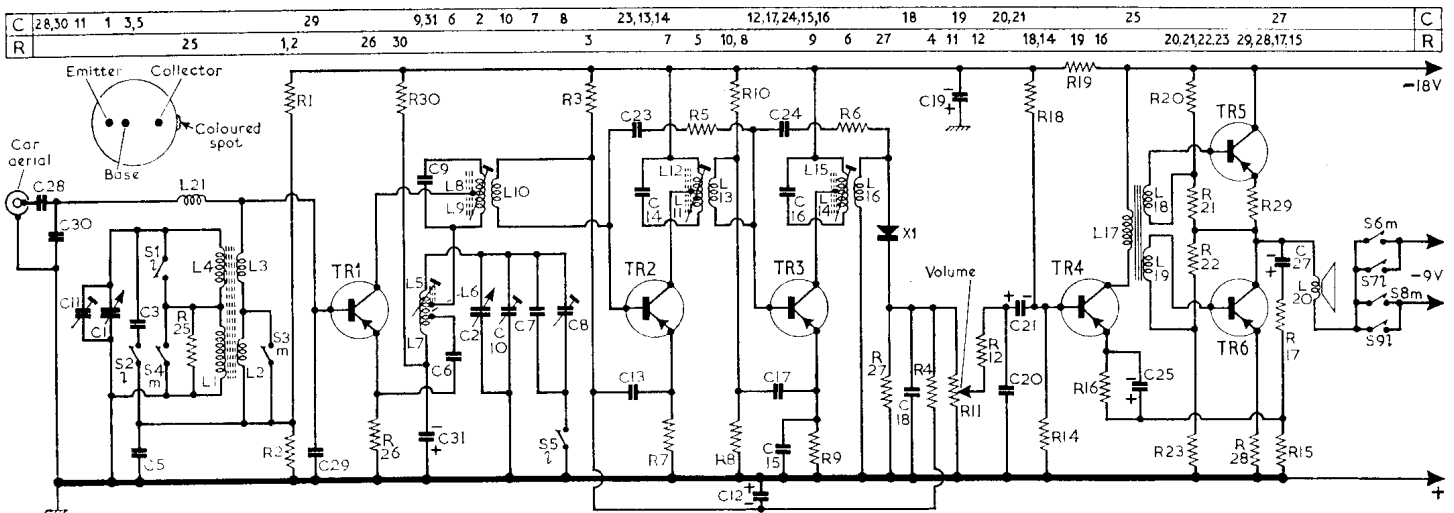 C 28,30 11 1 3,5 29 9,31 6 2 10 7 8 23,13,14 12,17,24,15,16 18 19 20,21 25 27 C
R 25 1,2 26 30 3 7 5 10,8 9 6 27 4 11 12 18,14 19 16 20,21,22,23 29,28,17,15 R
Emitter Collector
Base
Coloured spot
Car aerial
C28
C30
L21
R1
R30
R3
C23
R5
R10
C24
R6
C19
- +
R18
R19
R20
TR5
-18V
C9
L8
L9
L10
L12
C14
L11
L13
L15
C16
L14
L16
X1
L17
L18
L19
R21
R22
R29
C11
C1
S1 l
C3
R25
L4
L3
S2 l
S4 m
L1
L2
S3 m
C5
R2
C29
TR1
L5
L6
L7
C2
C10
C7
C8
C6
R26
C31
- +
S5 l
TR2
C13
R7
TR3
C17
R8
C15
R9
C12
+ -
R27
C18
R4
Volume
R11
R12
C21
+ -
C20
R14
TR4
R16
C25
- +
R23
TR6
R28
C27
- +
R17
R15
L20
S6m
S7l
S8m
S9l
-9V
+